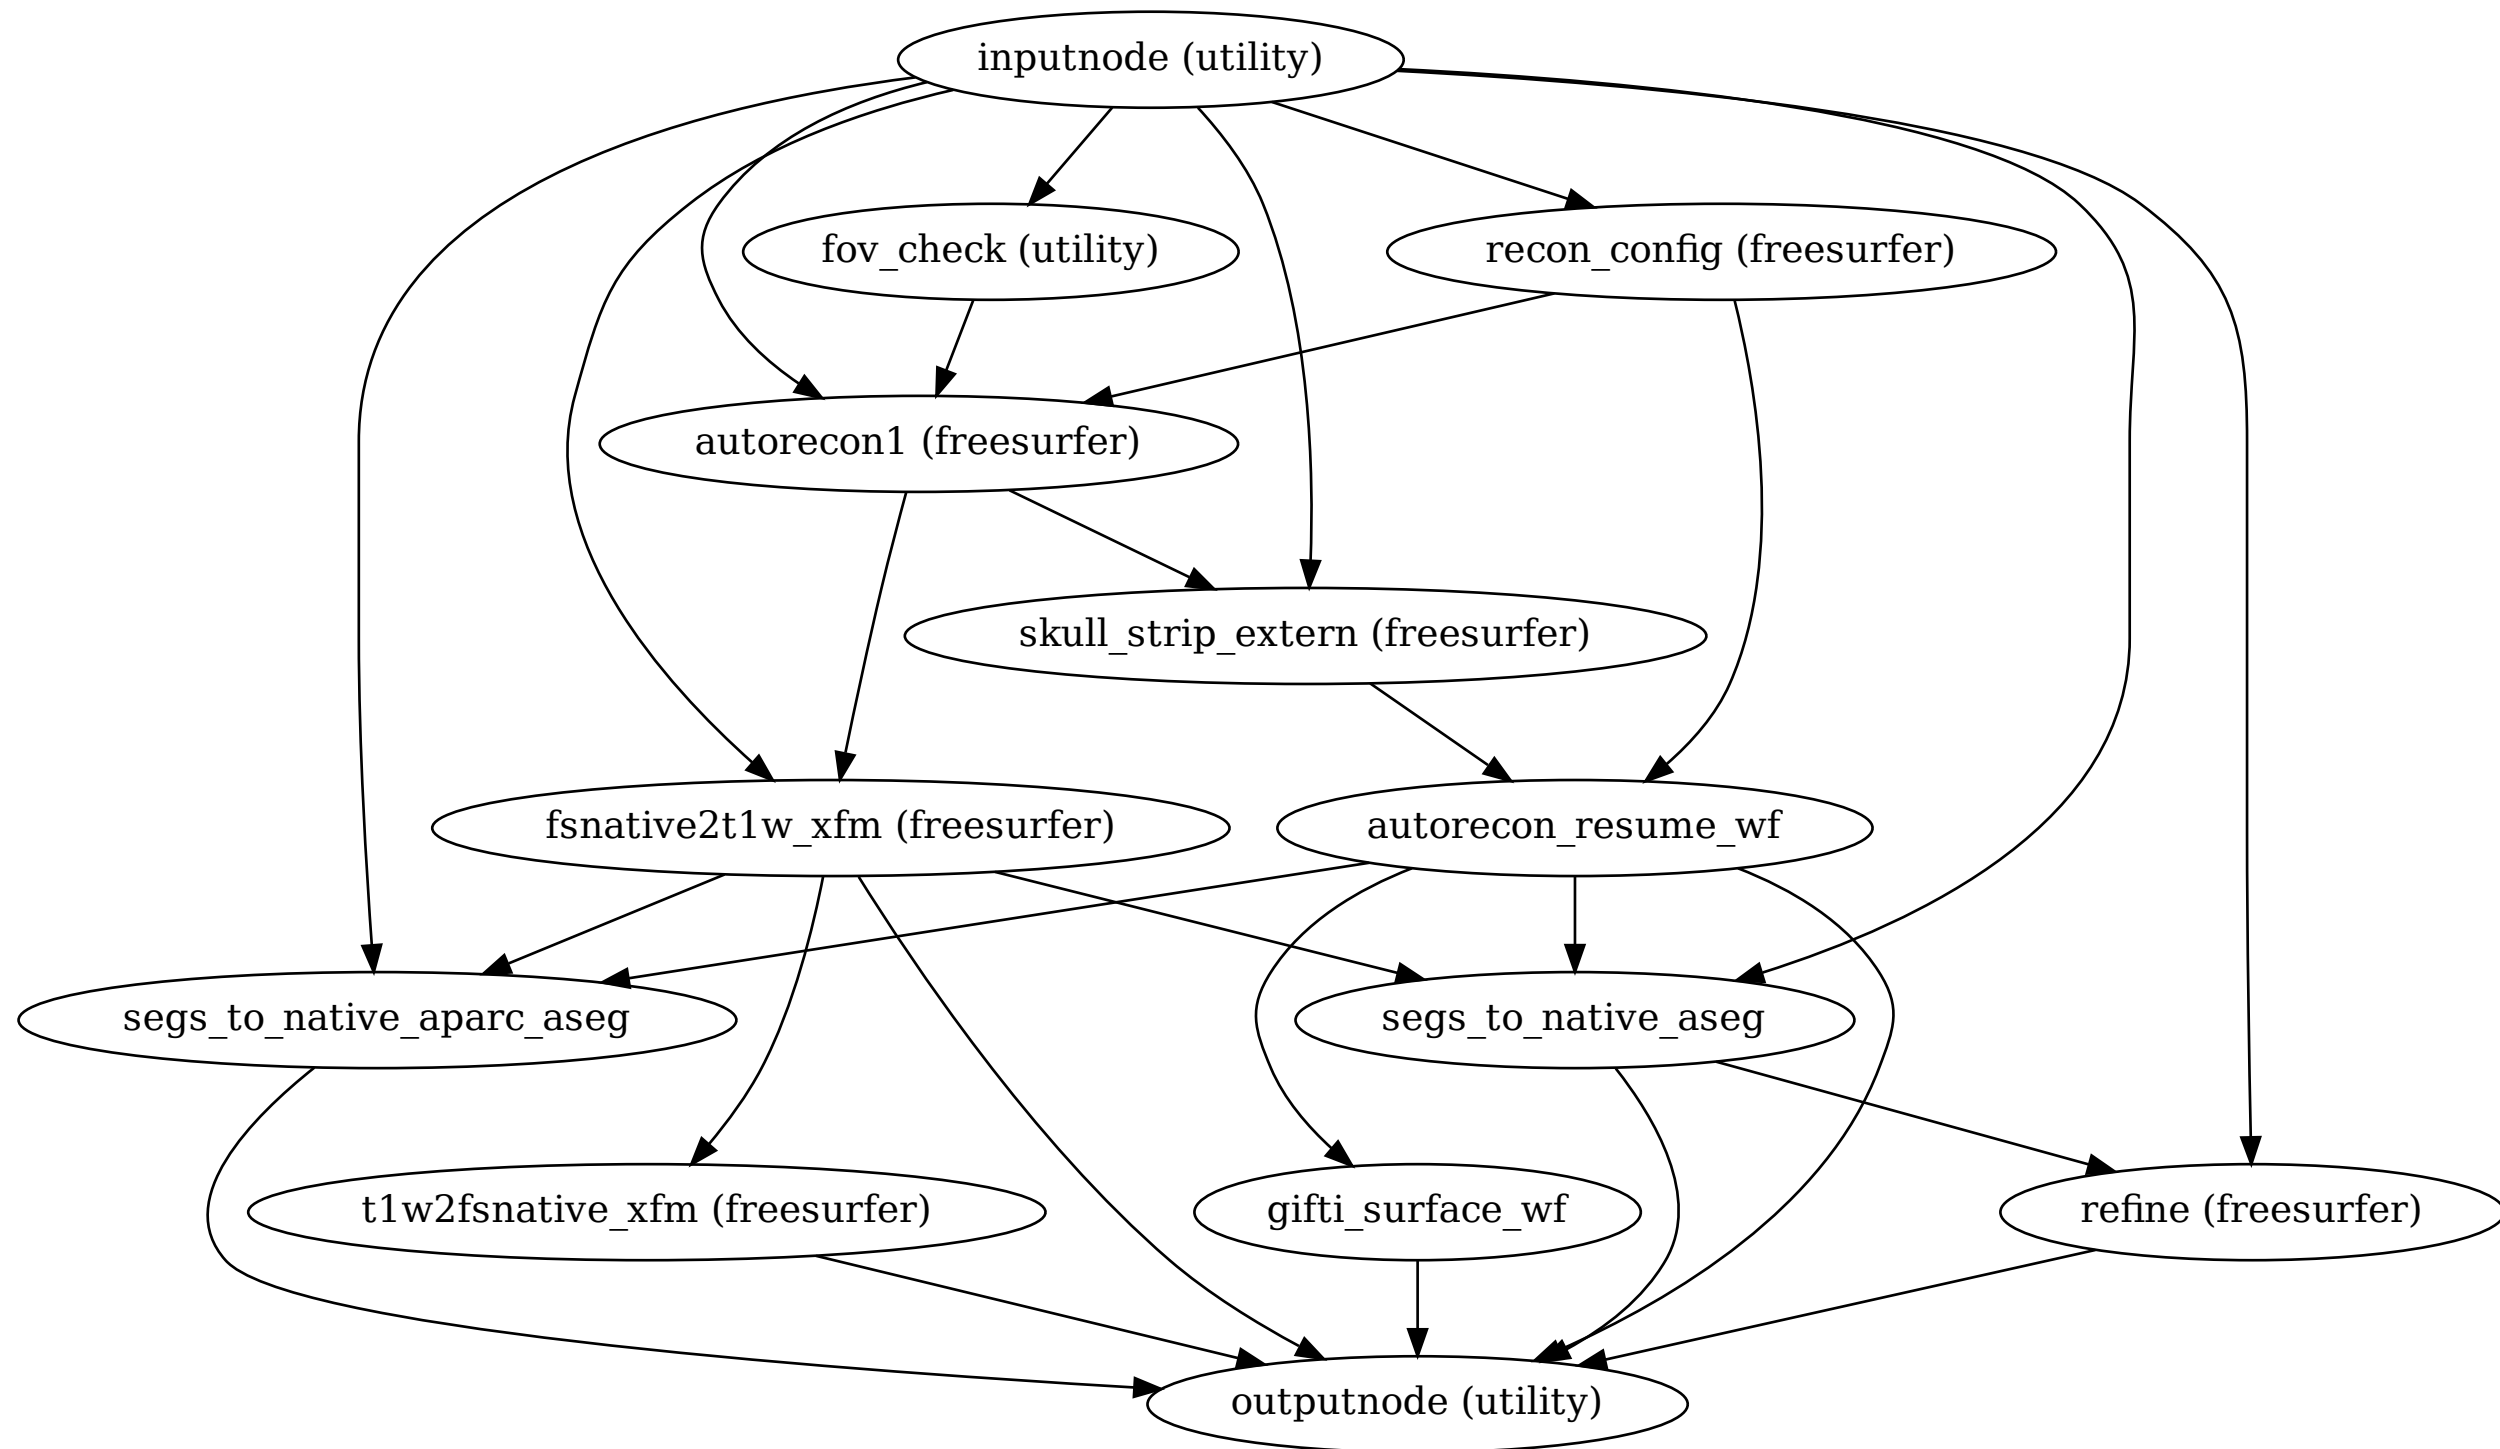 inputnode (utility)
fov_check (utility)
recon_config (freesurfer)
autorecon1 (freesurfer)
skull_strip_extern (freesurfer)
fsnative2t1w_xfm (freesurfer)
autorecon_resume_wf
segs_to_native_aparc_aseg
segs_to_native_aseg
t1w2fsnative_xfm (freesurfer)
gifti_surface_wf
refine (freesurfer)
outputnode (utility)